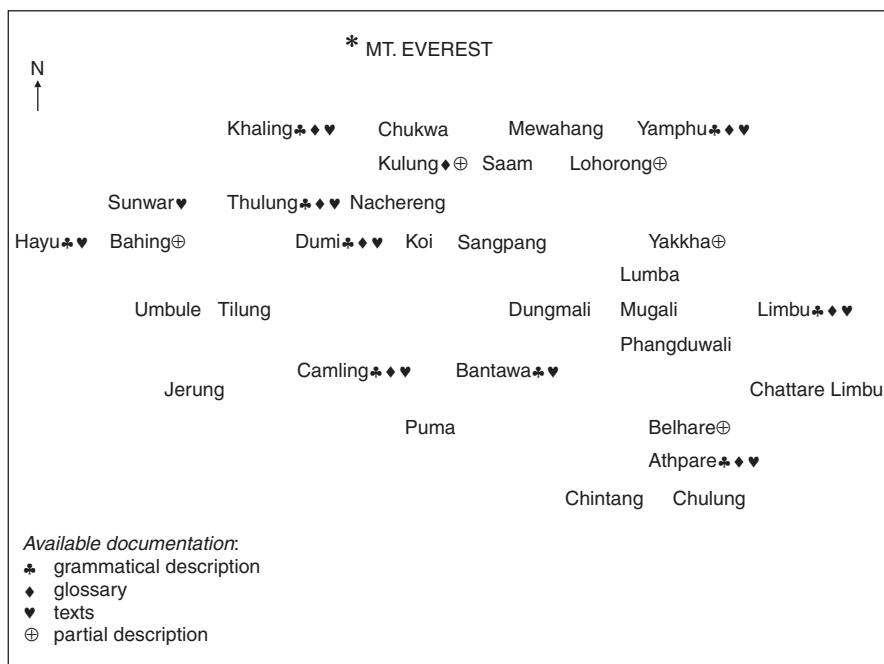 * MT. EVEREST
N
Khaling♣♦♥ Chukwa Mewahang Yamphu♣♦♥
Kulung♦⊕ Saam Lohorong⊕
Sunwar♥ Thulung♣♦♥ Nachereng
Hayu♣♥ Bahing⊕ Dumi♣♦♥ Koi Sangpang Yakkha⊕
Lumba
Umbule Tilung Dungmali Mugali Limbu♣♦♥
Phangduwali
Camling♣♦♥ Bantawa♣♥
Jerung Chattare Limbu
Puma Belhare⊕
Athpare♣♦♥
Chintang Chulung
Available documentation:
♣ grammatical description
♦ glossary
♥ texts
⊕ partial description